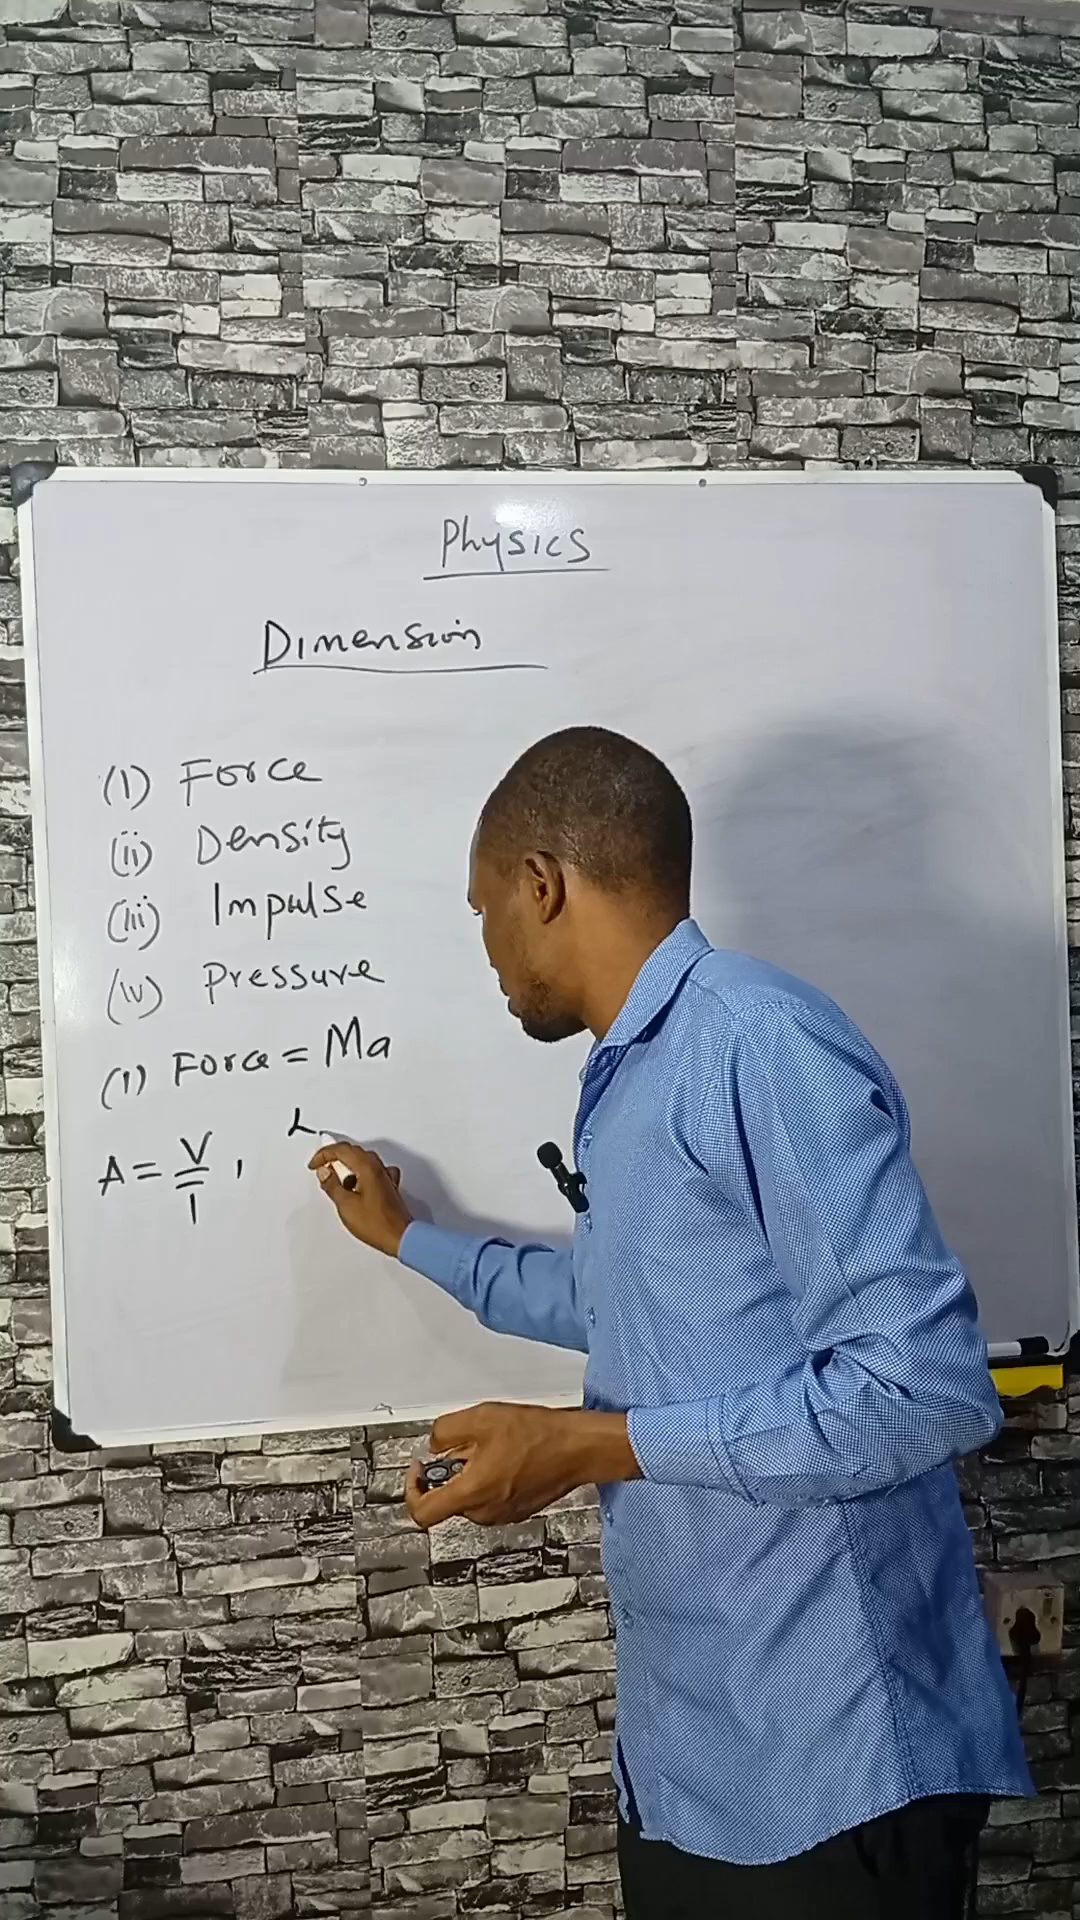 Physics
Dimension
(1) Force
(ii) Density
(iii) Impulse
(iv) Pressure
(1) Force = Ma
A = V/1, L